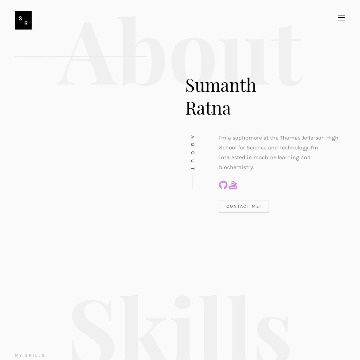 S
R
About
Sumanth
Ratna
ABOUT
I'm a sophomore at the Thomas Jefferson High
School for Science and Technology. I'm
interested in machine learning and
biochemistry.
CONTACT ME!
Skills
MY SKILLS